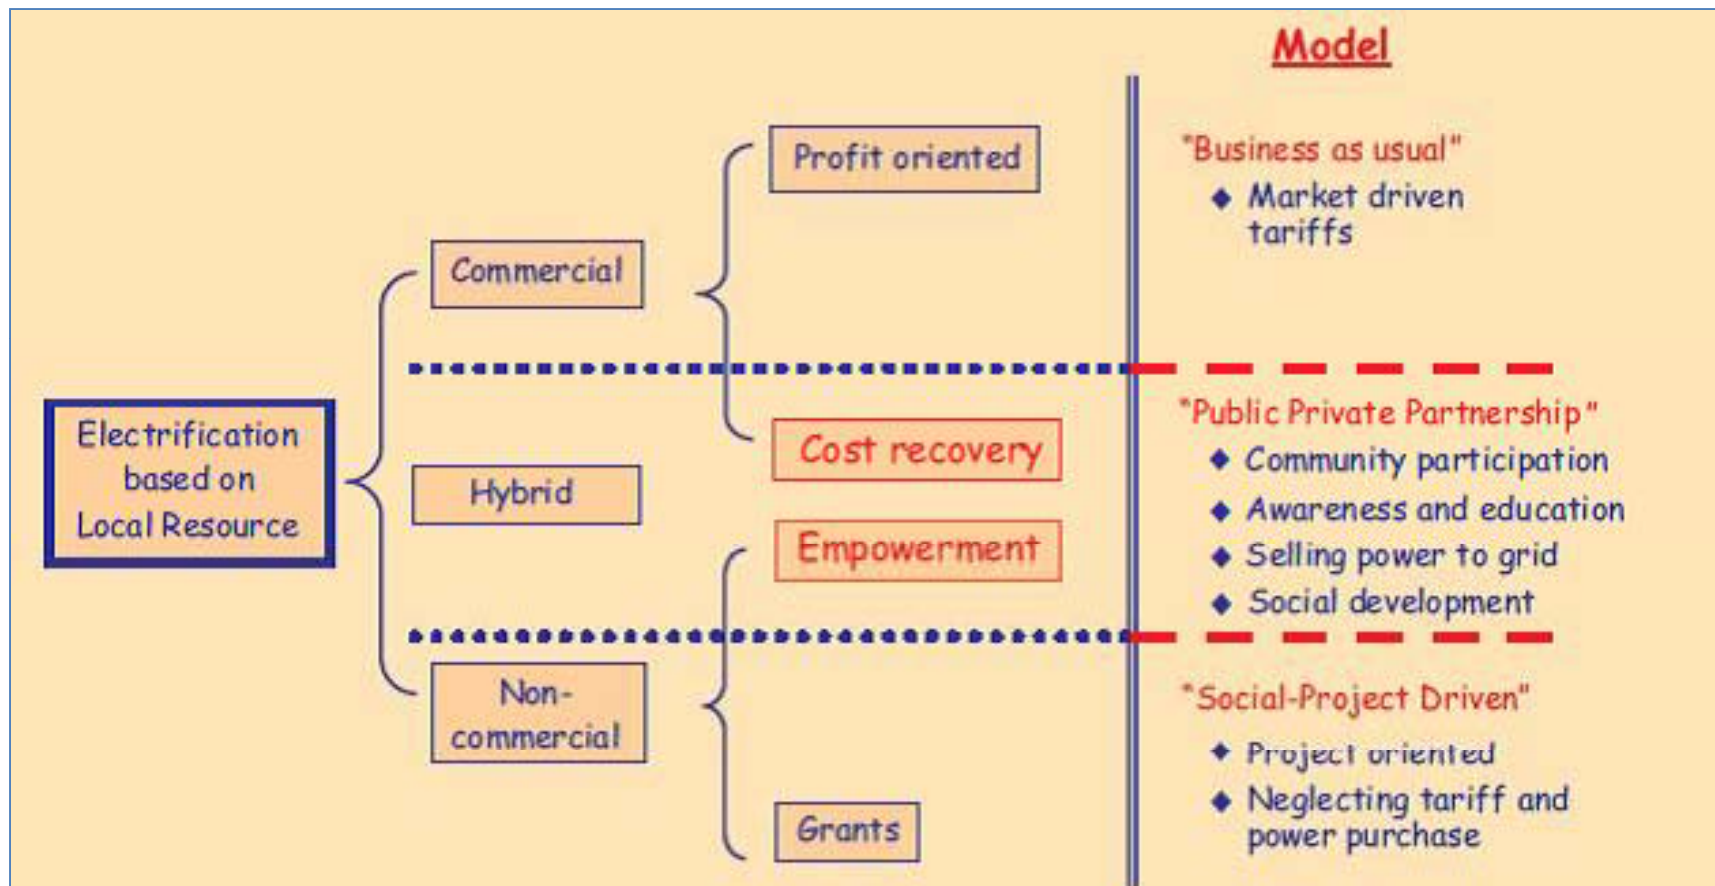 Model
Profit oriented
"Business as usual"
◆ Market driven
tariffs
Commercial
Electrification
based on
Local Resource
Hybrid
Cost recovery
Empowerment
"Public Private Partnership"
◆ Community participation
◆ Awareness and education
◆ Selling power to grid
◆ Social development
Non-
commercial
Grants
"Social-Project Driven"
◆ Project oriented
◆ Neglecting tariff and
power purchase